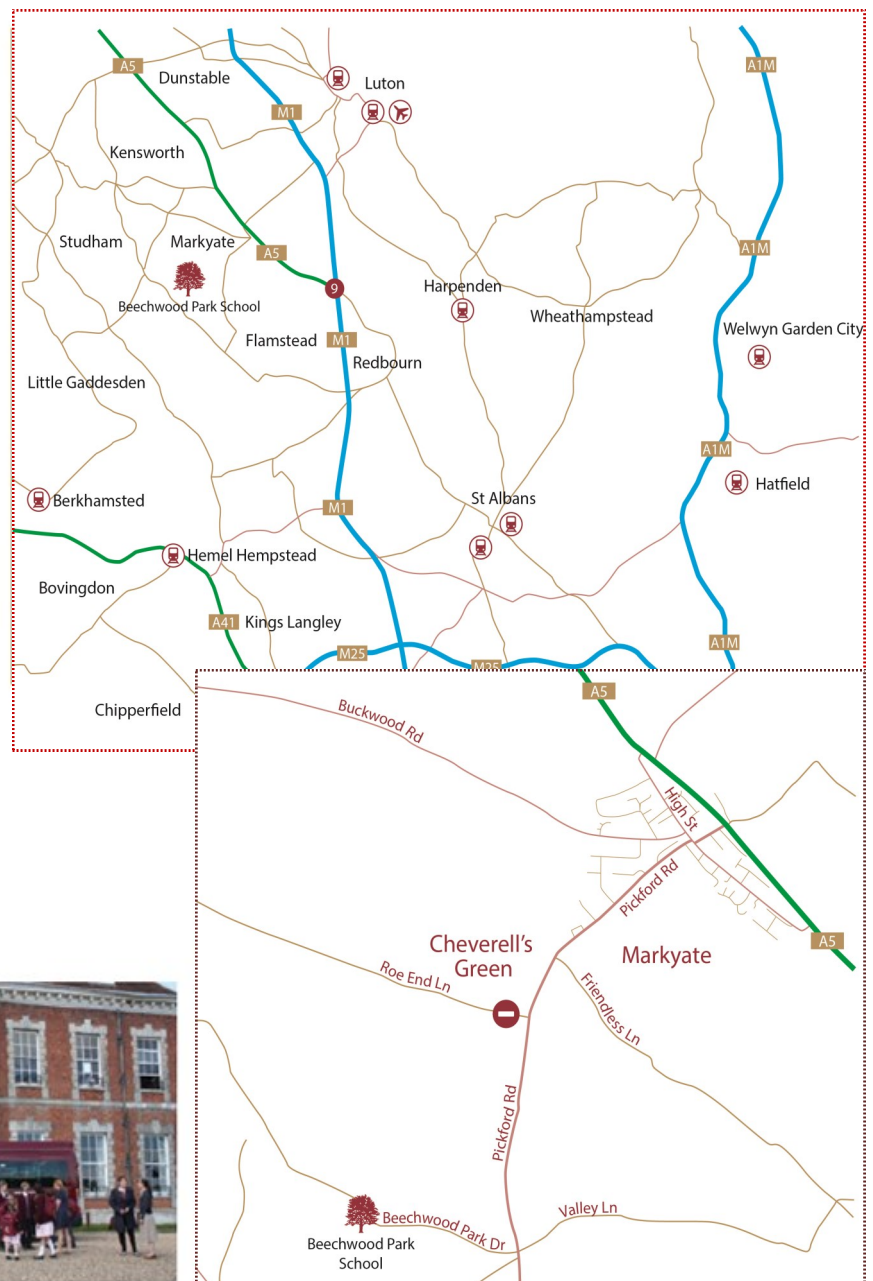 A5
Dunstable
Luton
A1M
M1
Kensworth
Studham
Markyate
A5
A1M
Beechwood Park School
9
Harpenden
Wheathampstead
Flamstead
M1
Redbourn
Welwyn Garden City
Little Gaddesden
A1M
Berkhamsted
St Albans
Hatfield
M1
Hemel Hempstead
Bovingdon
A41
Kings Langley
A1M
M25
M25
Chipperfield
A5
Buckwood Rd
High St
Pickford Rd
A5
Cheverell's
Green
Markyate
Roe End Ln
Friendless Ln
Pickford Rd
Valley Ln
Beechwood Park Dr
Beechwood Park
School